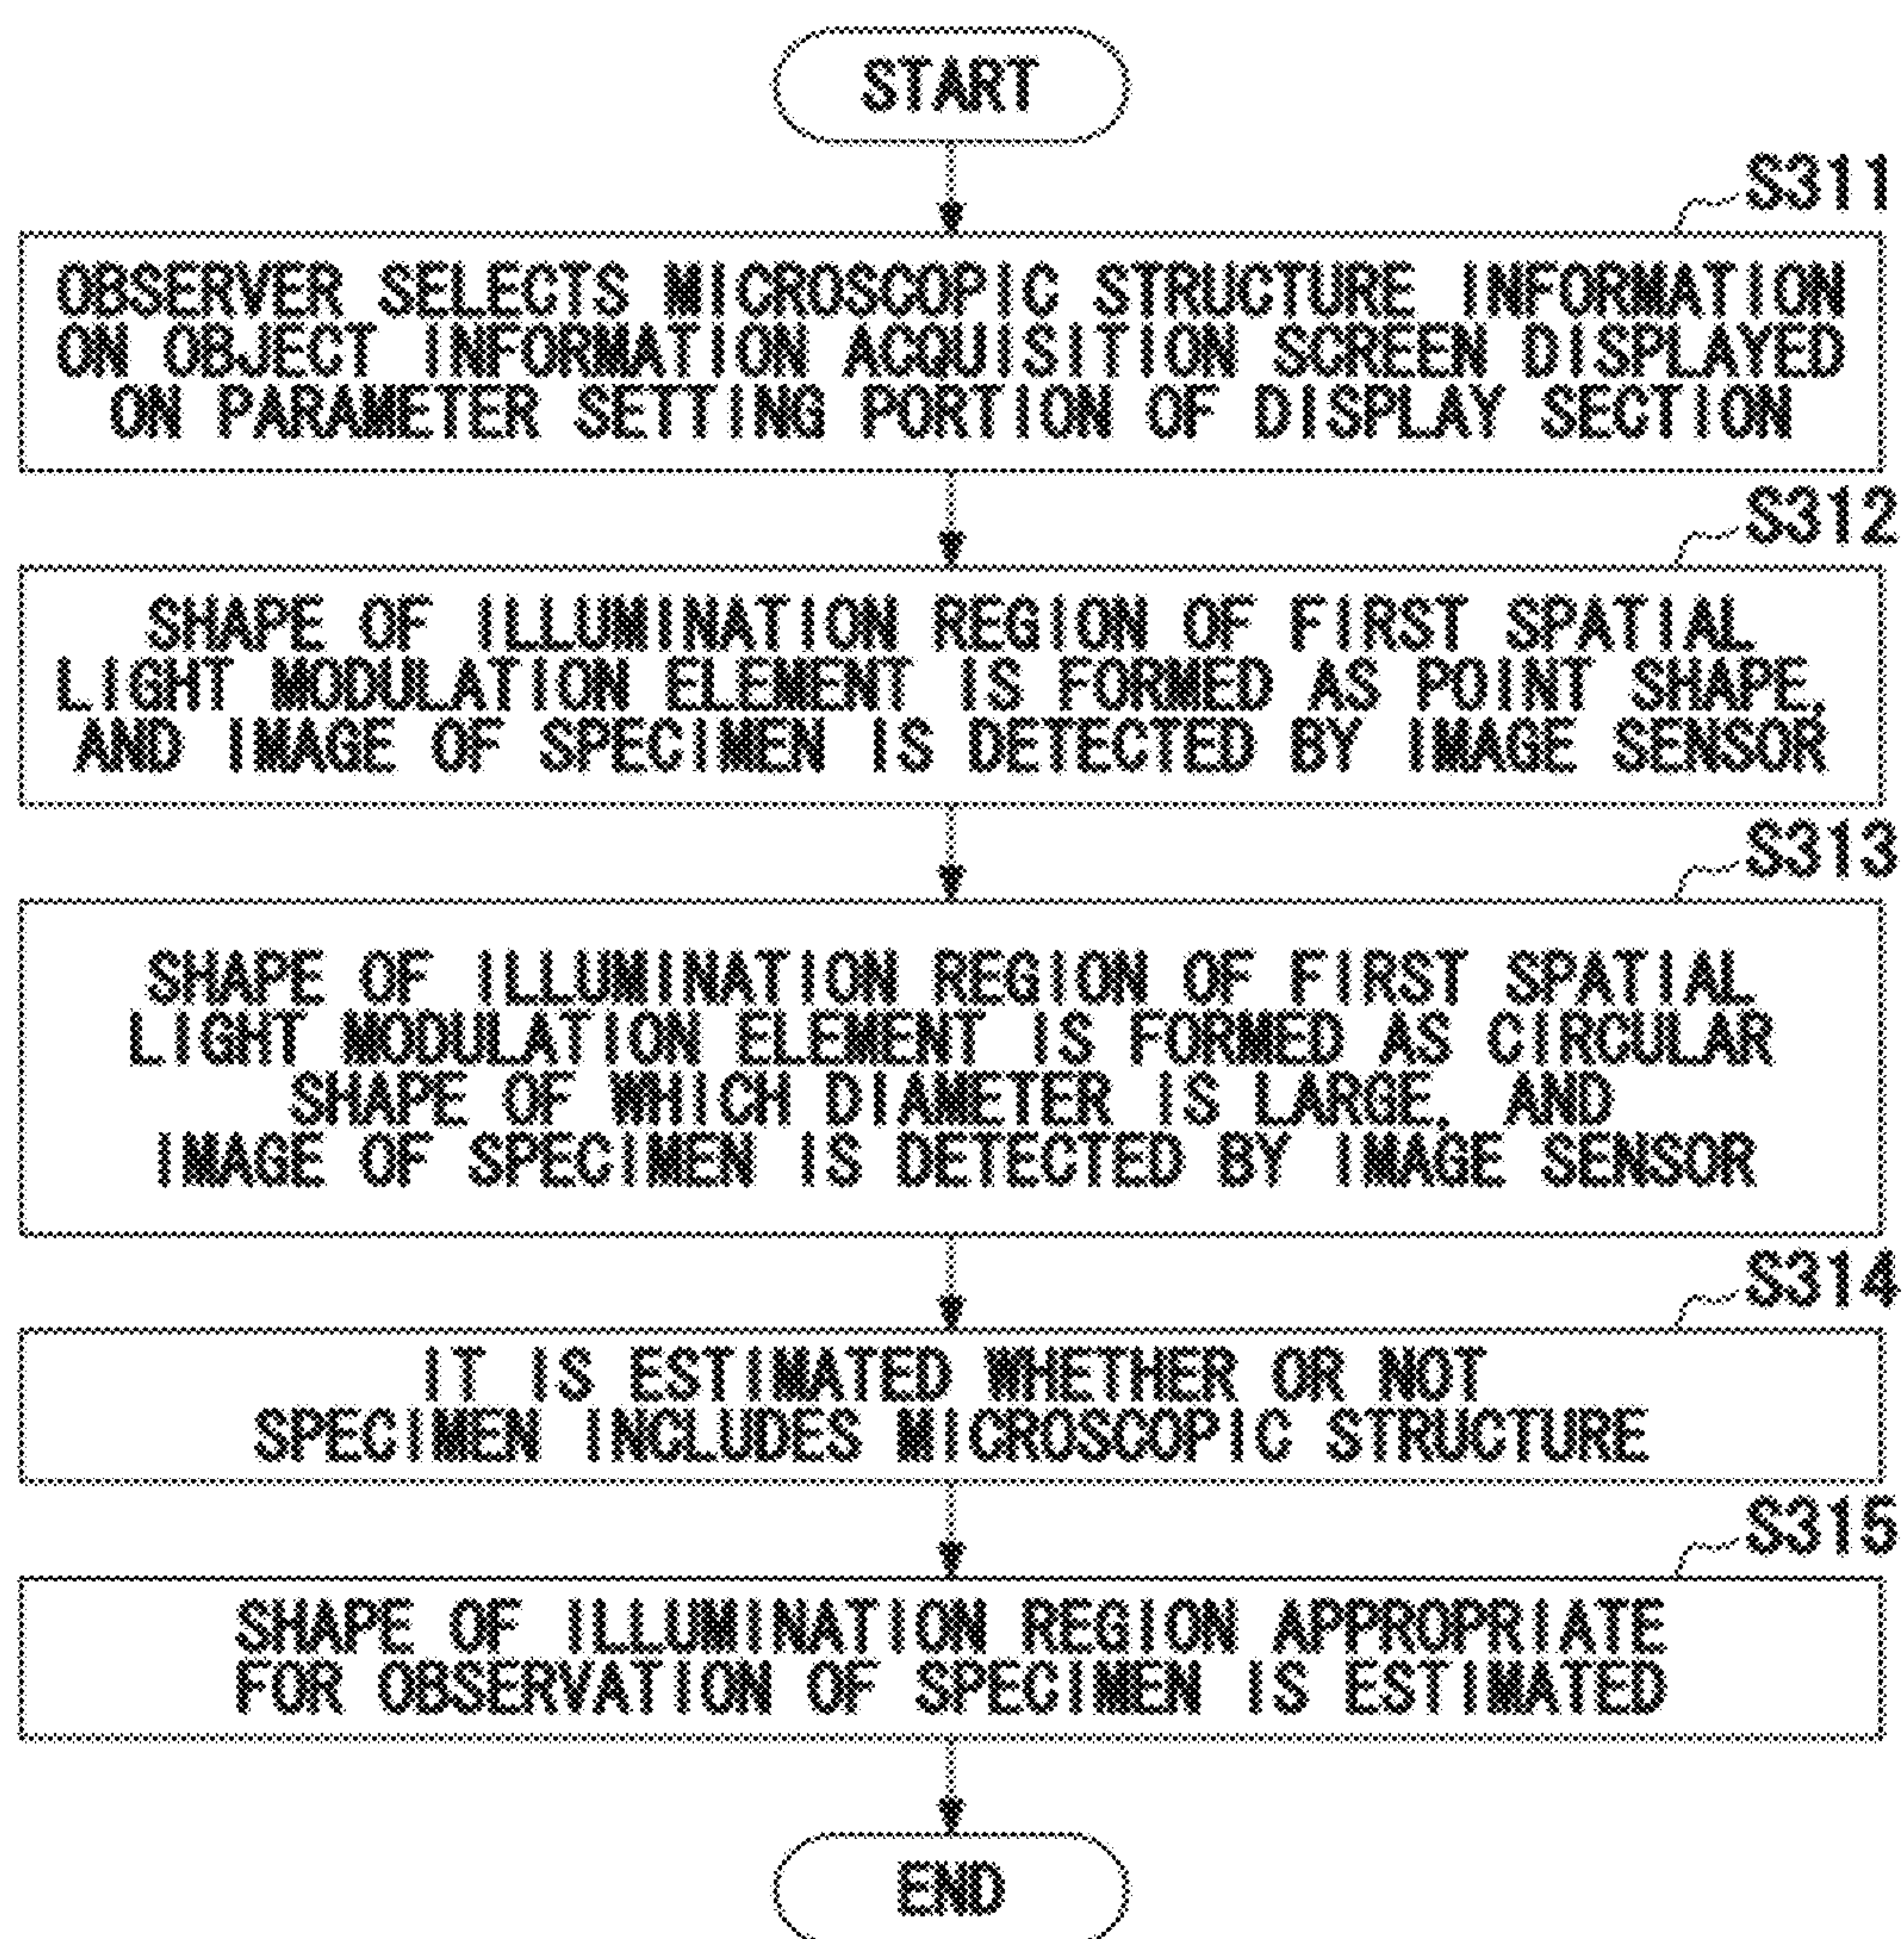 START
S311
OBSERVER SELECTS MICROSCOPIC STRUCTURE INFORMATION
ON OBJECT INFORMATION ACQUISITION SCREEN DISPLAYED
ON PARAMETER SETTING PORTION OF DISPLAY SECTION
S312
SHAPE OF ILLUMINATION REGION OF FIRST SPATIAL
LIGHT MODULATION ELEMENT IS FORMED AS POINT SHAPE,
AND IMAGE OF SPECIMEN IS DETECTED BY IMAGE SENSOR
S313
SHAPE OF ILLUMINATION REGION OF FIRST SPATIAL
LIGHT MODULATION ELEMENT IS FORMED AS CIRCULAR
SHAPE OF WHICH DIAMETER IS LARGE, AND
IMAGE OF SPECIMEN IS DETECTED BY IMAGE SENSOR
S314
IT IS ESTIMATED WHETHER OR NOT
SPECIMEN INCLUDES MICROSCOPIC STRUCTURE
S315
SHAPE OF ILLUMINATION REGION APPROPRIATE
FOR OBSERVATION OF SPECIMEN IS ESTIMATED
END